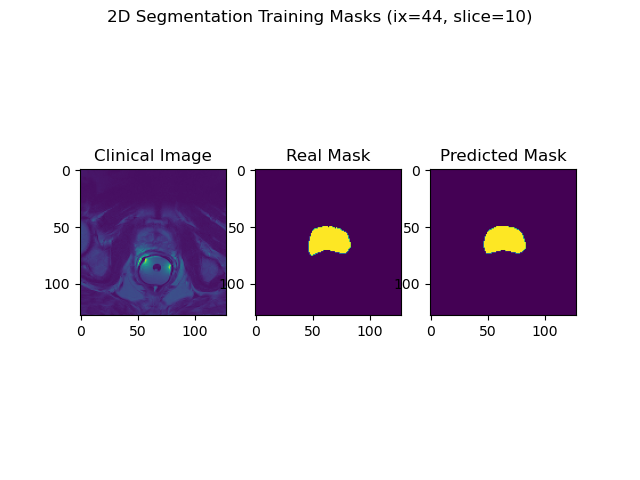 2D Segmentation Training Masks (ix=44, slice=10)
Clinical Image Real Mask Predicted Mask
0 0 0
50 50 50
100 100 100
0 50 100 0 50 100 0 50 100